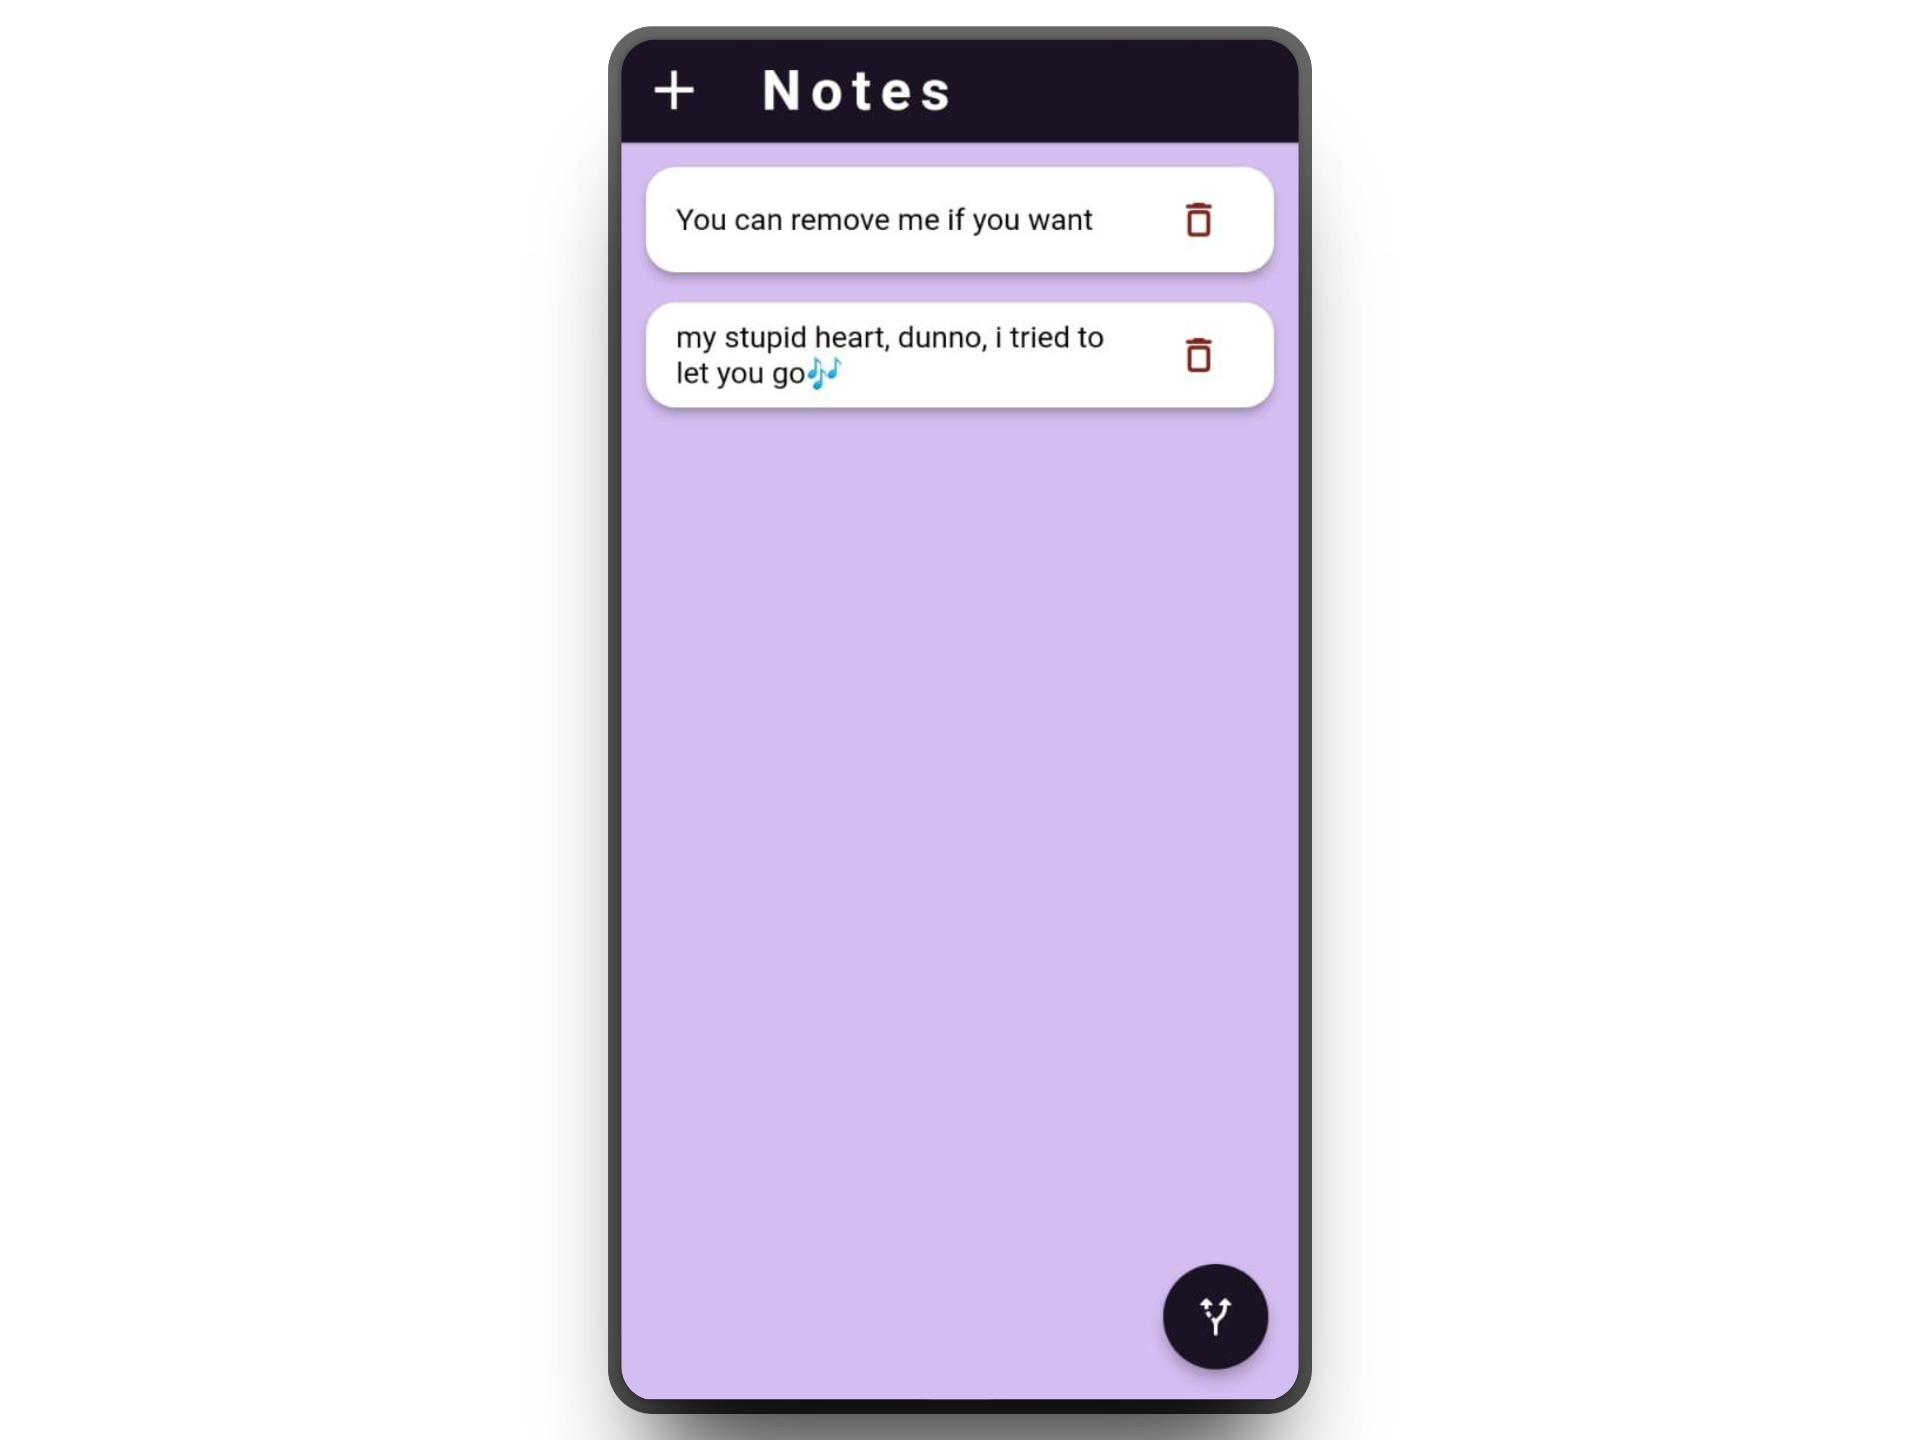 Notes
You can remove me if you want
my stupid heart, dunno, i tried to
let you go🎶